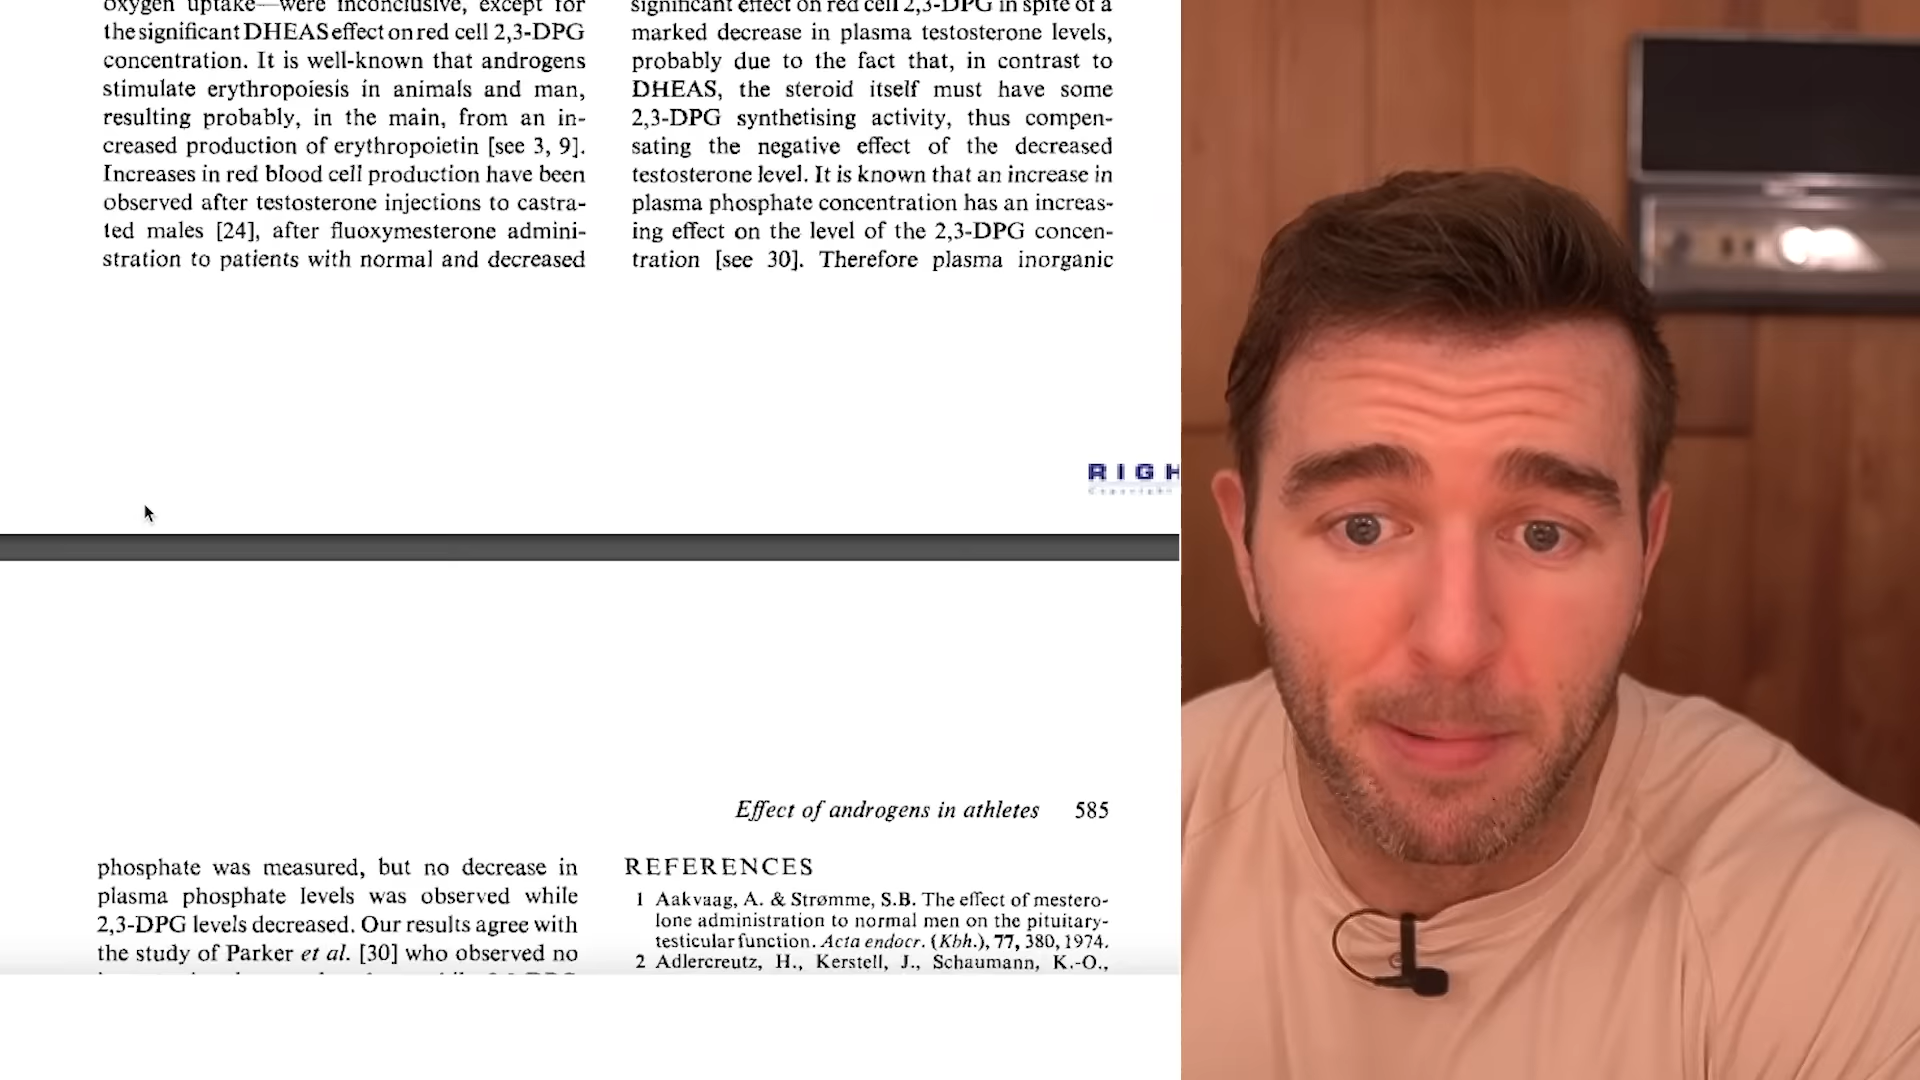 oxygen uptake—were inconclusive, except for
the significant DHEAS effect on red cell 2,3-DPG
concentration. It is well-known that androgens
stimulate erythropoiesis in animals and man,
resulting probably, in the main, from an in-
creased production of erythropoietin [see 3, 9].
Increases in red blood cell production have been
observed after testosterone injections to castra-
ted males [24], after fluoxymesterone admini-
stration to patients with normal and decreased
significant effect on red cell 2,3-DPG in spite of a
marked decrease in plasma testosterone levels,
probably due to the fact that, in contrast to
DHEAS, the steroid itself must have some
2,3-DPG synthetising activity, thus compen-
sating the negative effect of the decreased
testosterone level. It is known that an increase in
plasma phosphate concentration has an increas-
ing effect on the level of the 2,3-DPG concen-
tration [see 30]. Therefore plasma inorganic
RIGH
Effect of androgens in athletes 585
phosphate was measured, but no decrease in
plasma phosphate levels was observed while
2,3-DPG levels decreased. Our results agree with
the study of Parker et al. [30] who observed no
REFERENCES
1 Aakvaag, A. & Strømme, S.B. The effect of mestero-
lone administration to normal men on the pituitary-
testicular function. Acta endocr. (Kbh.), 77, 380, 1974.
2 Adlercreutz, H., Kerstell, J., Schaumann, K.-O.,